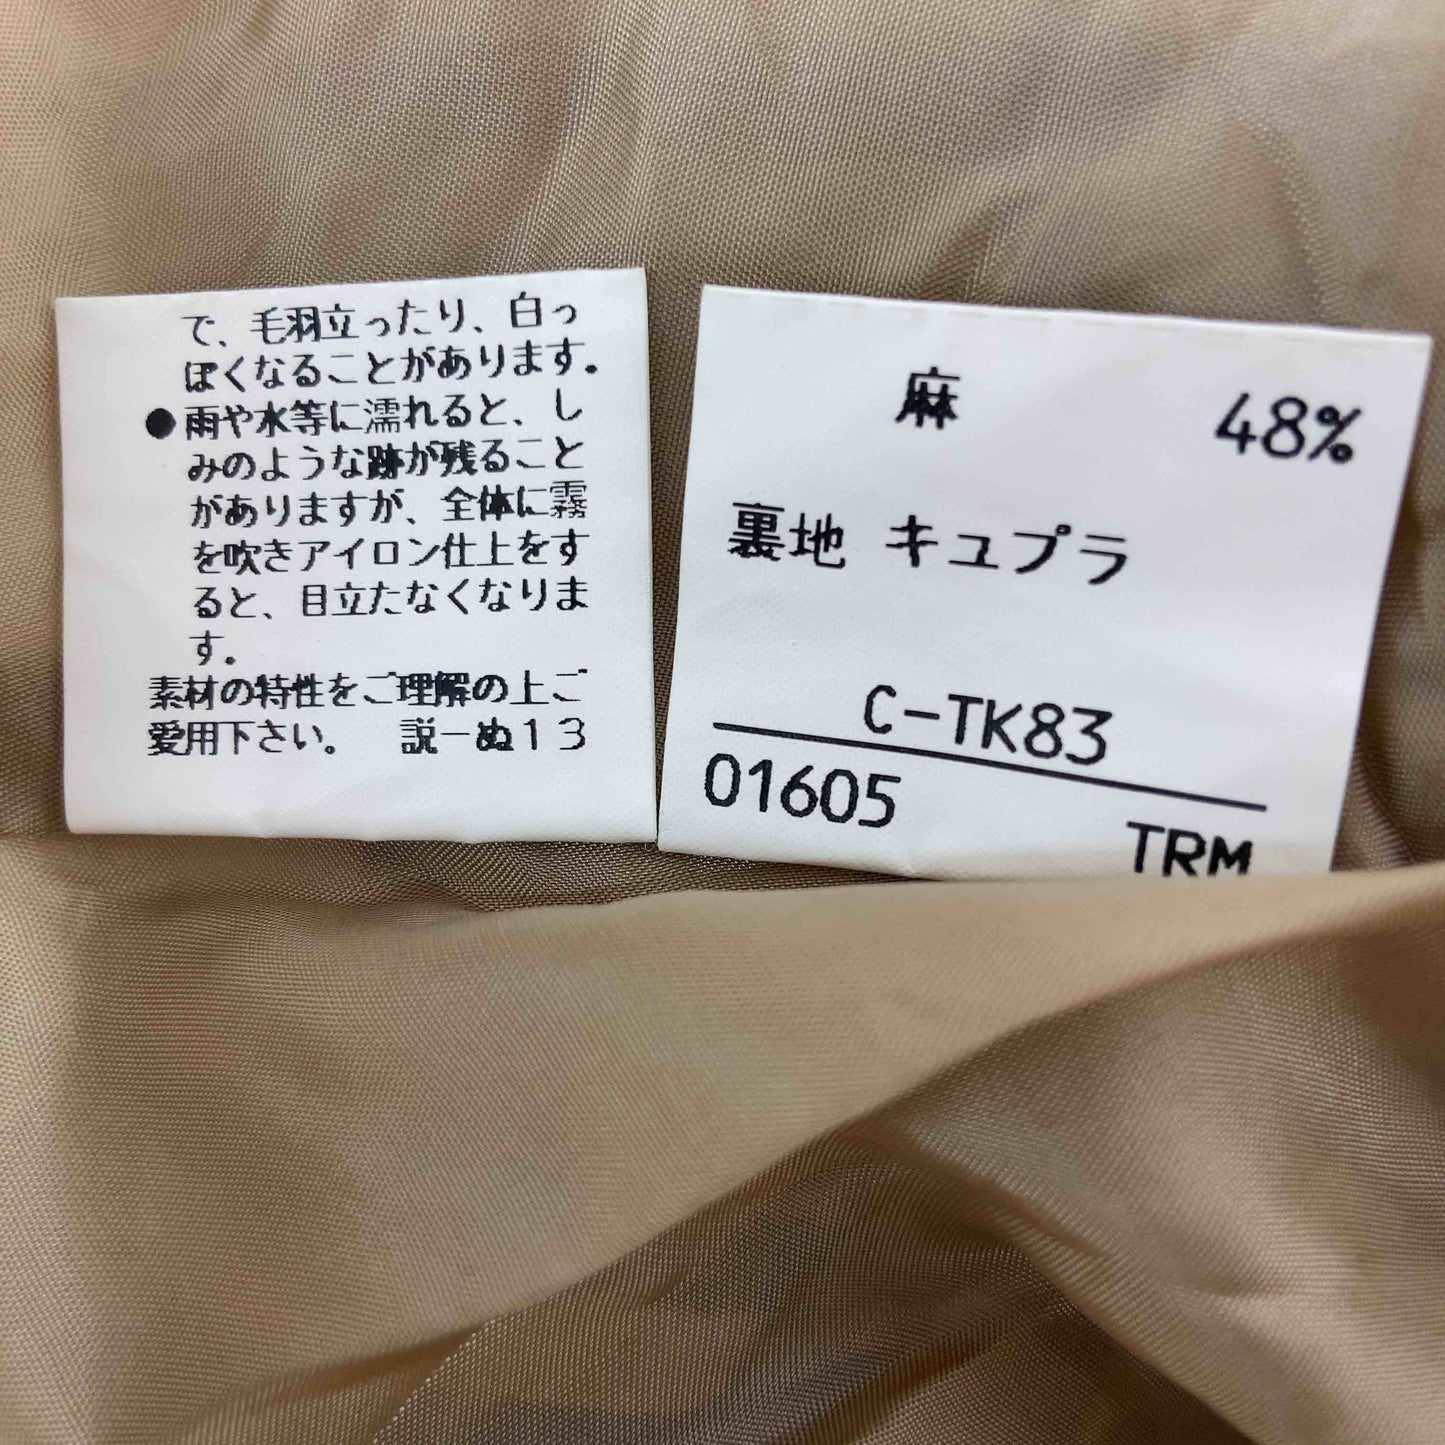 で、毛羽立ったり、白っ
ぽくなることがあります。
●雨や水等に濡れると、し
みのような跡が残ること
がありますが、全体に霧
を吹きアイロン仕上をす
ると、目立たなくなりま
す。
素材の特性をご理解の上ご
愛用下さい。 説－ぬ13
麻 48%
裏地 キュプラ
C-TK83
01605
TRM